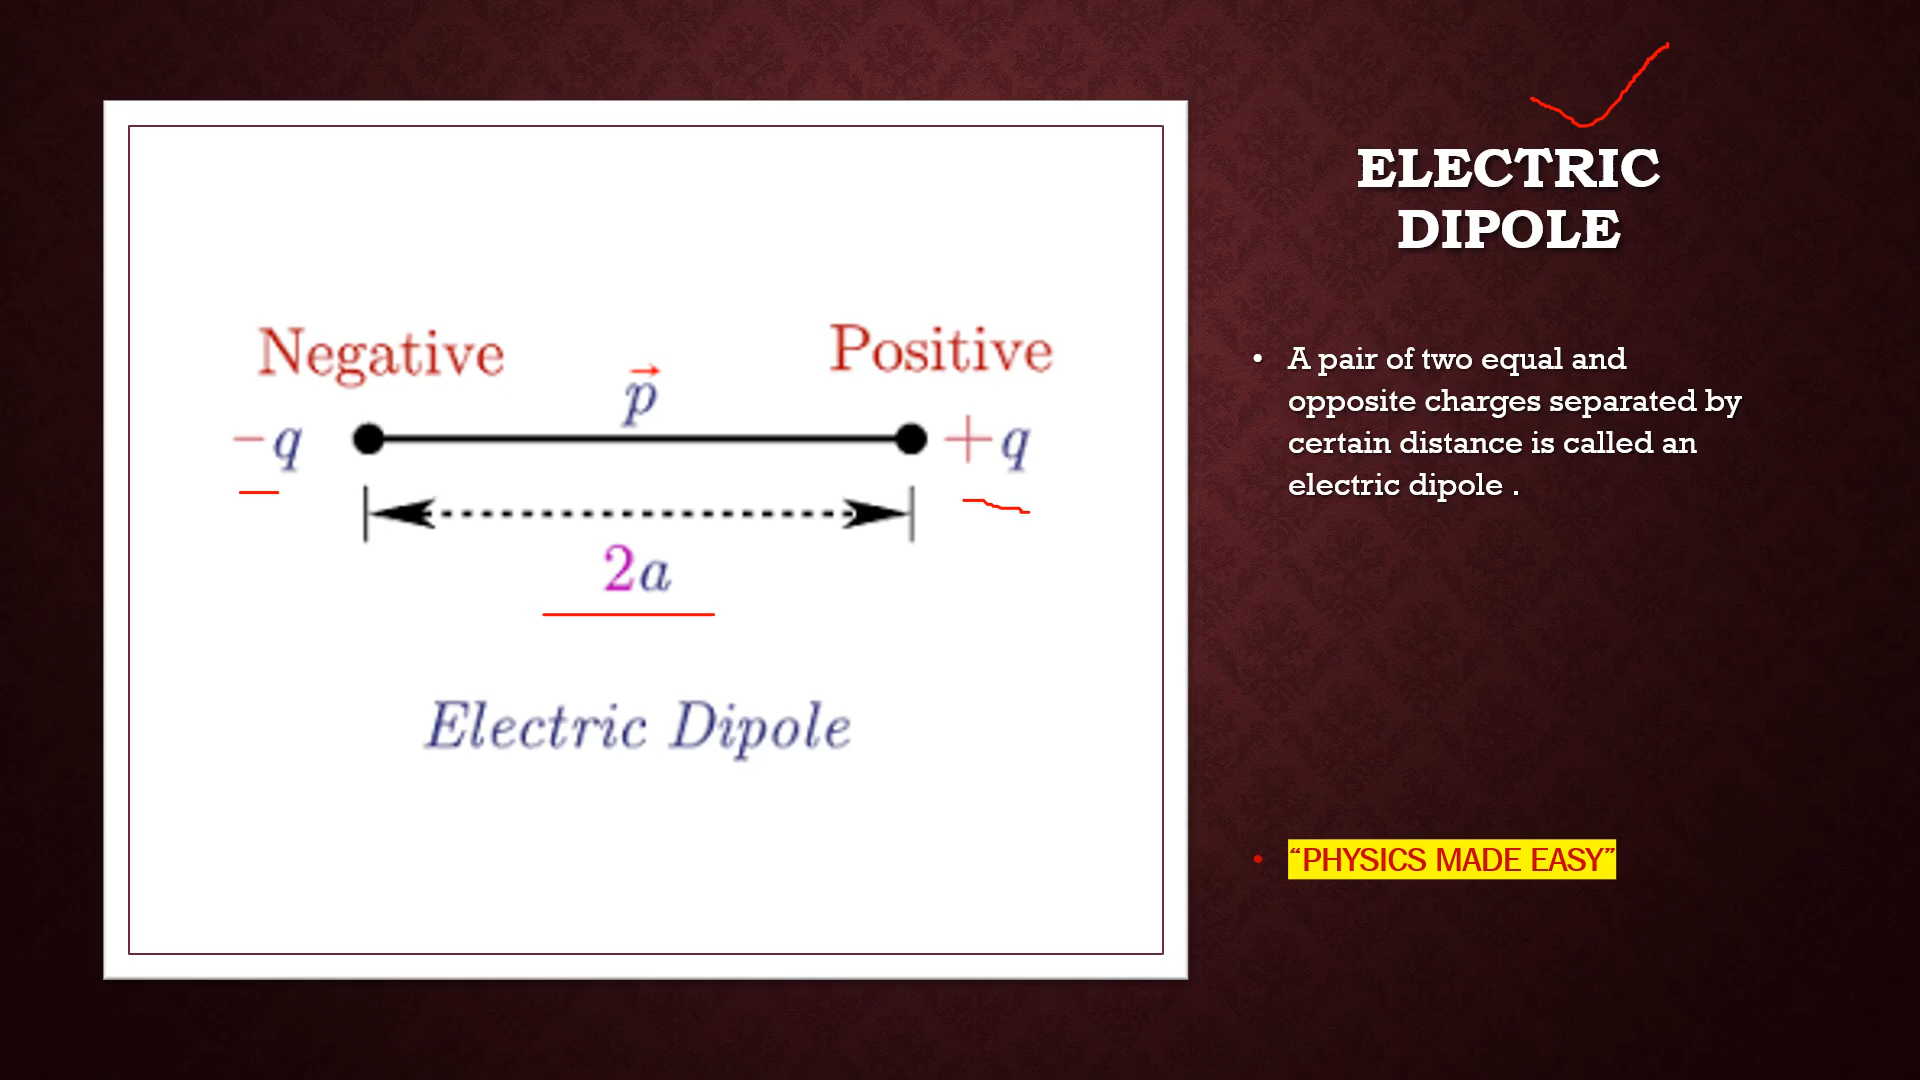 ELECTRIC
DIPOLE
Negative
Positive
p⃗
−q
+q
2a
Electric Dipole
• A pair of two equal and
opposite charges separated by
certain distance is called an
electric dipole .
• “PHYSICS MADE EASY”